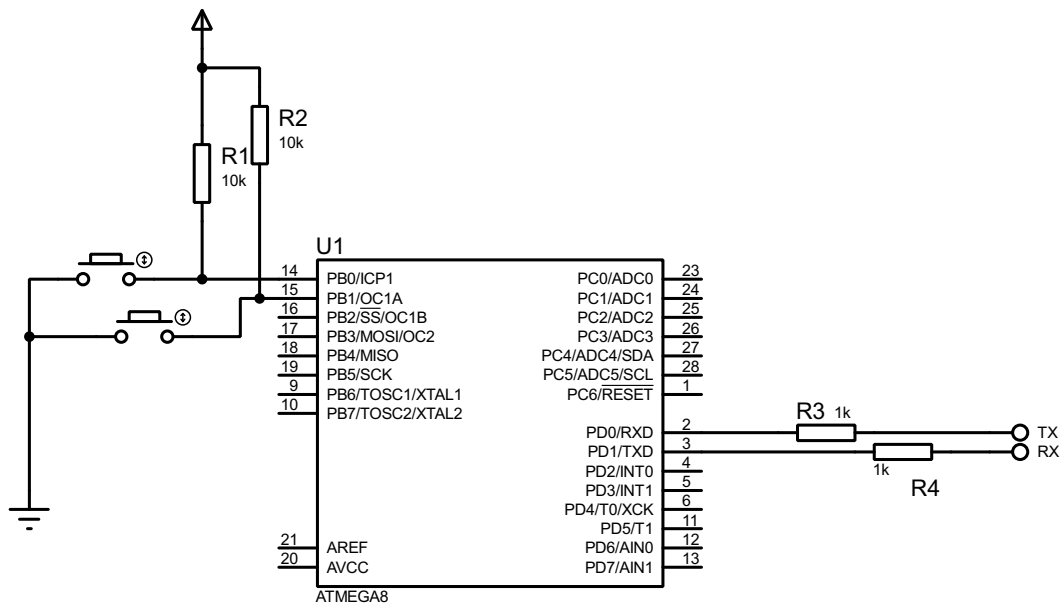 R2
10k
R1
10k
U1
14 PB0/ICP1 PC0/ADC0 23
15 PB1/OC1A PC1/ADC1 24
16 PB2/SS/OC1B PC2/ADC2 25
17 PB3/MOSI/OC2 PC3/ADC3 26
18 PB4/MISO PC4/ADC4/SDA 27
19 PB5/SCK PC5/ADC5/SCL 28
9 PB6/TOSC1/XTAL1 PC6/RESET 1
10 PB7/TOSC2/XTAL2
R3 1k
PD0/RXD 2 TX
PD1/TXD 3 RX
1k
R4
PD2/INT0 4
PD3/INT1 5
PD4/T0/XCK 6
PD5/T1 11
21 AREF PD6/AIN0 12
20 AVCC PD7/AIN1 13
ATMEGA8